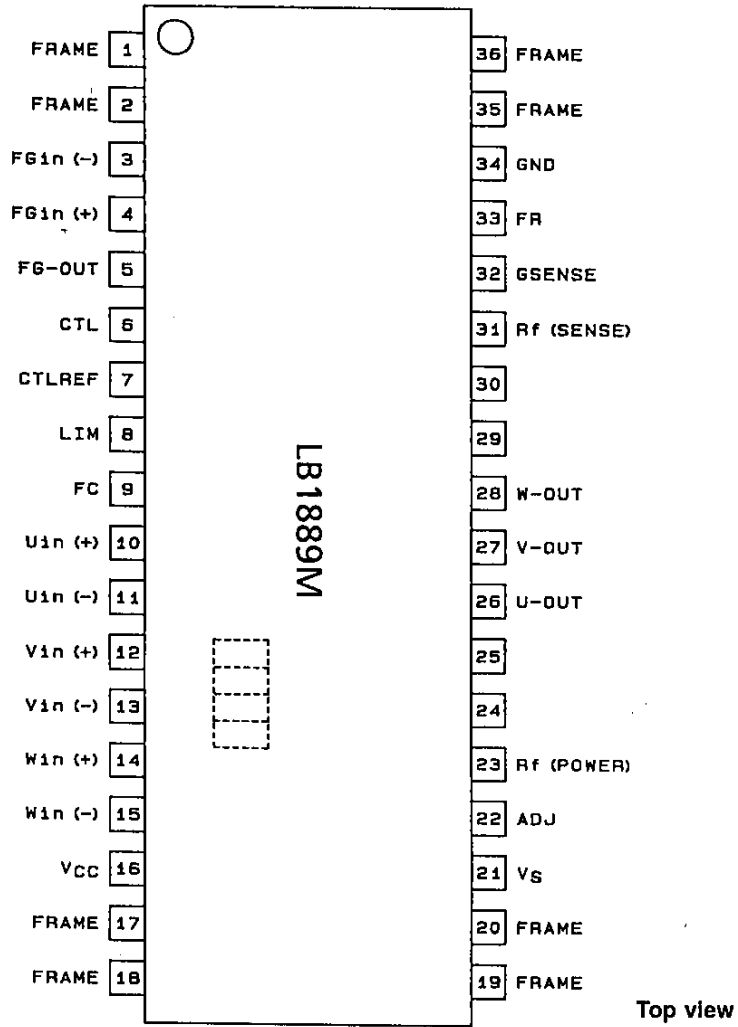 FRAME 1
FRAME 2
FGin (-) 3
FGin (+) 4
FG-OUT 5
CTL 6
CTLREF 7
LIM 8
FC 9
Uin (+) 10
Uin (-) 11
Vin (+) 12
Vin (-) 13
Win (+) 14
Win (-) 15
VCC 16
FRAME 17
FRAME 18
LB1889M
36 FRAME
35 FRAME
34 GND
33 FR
32 GSENSE
31 Rf (SENSE)
30
29
28 W-OUT
27 V-OUT
26 U-OUT
25
24
23 Rf (POWER)
22 ADJ
21 VS
20 FRAME
19 FRAME
Top view